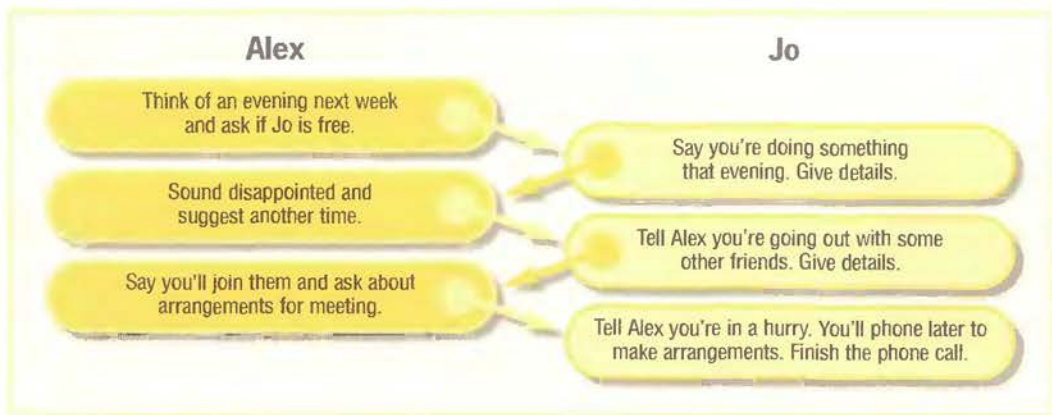 Alex
Jo
Think of an evening next week
and ask if Jo is free.
Say you're doing something
that evening. Give details.
Sound disappointed and
suggest another time.
Tell Alex you're going out with some
other friends. Give details.
Say you'll join them and ask about
arrangements for meeting.
Tell Alex you're in a hurry. You'll phone later to
make arrangements. Finish the phone call.